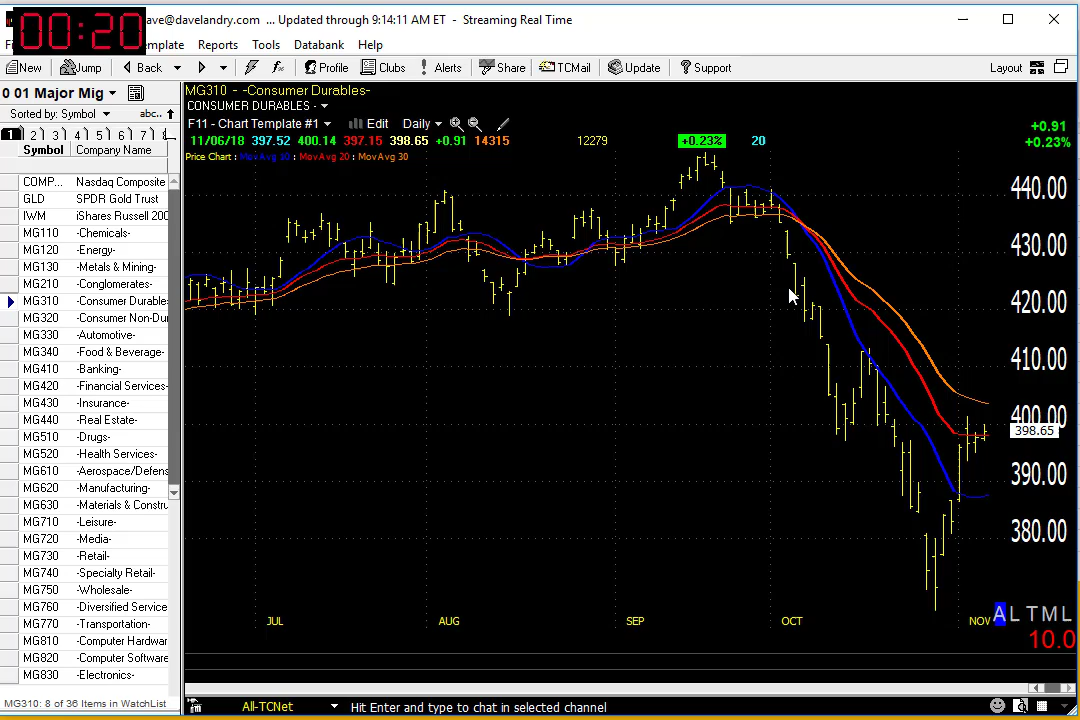 00:20
ave@davelandry.com ... Updated through 9:14:11 AM ET - Streaming Real Time
emplate Reports Tools Databank Help
New Jump Back Profile Clubs Alerts Share TCMail Update Support Layout
0 01 Major Mig
Sorted by: Symbol abc..
1 2 3 4 5 6 7
Symbol Company Name
COMP... Nasdaq Composite
GLD SPDR Gold Trust
IWM iShares Russell 200
MG110 -Chemicals-
MG120 -Energy-
MG130 -Metals & Mining-
MG210 -Conglomerates-
MG310 -Consumer Durable
MG320 -Consumer Non-Du
MG330 -Automotive-
MG340 -Food & Beverage-
MG410 -Banking-
MG420 -Financial Services-
MG430 -Insurance-
MG440 -Real Estate-
MG510 -Drugs-
MG520 -Health Services-
MG610 -Aerospace/Defens
MG620 -Manufacturing-
MG630 -Materials & Constru
MG710 -Leisure-
MG720 -Media-
MG730 -Retail-
MG740 -Specialty Retail-
MG750 -Wholesale-
MG760 -Diversified Service
MG770 -Transportation-
MG810 -Computer Hardwar
MG820 -Computer Software
MG830 -Electronics-
MG310: 8 of 36 Items in WatchList
MG310 - -Consumer Durables-
CONSUMER DURABLES -
F11 - Chart Template #1 Edit Daily
11/06/18 397.52 400.14 397.15 398.65 +0.91 14315 12279 +0.23% 20
Price Chart : MovAvg 10 : MovAvg 20 : MovAvg 30
+0.91
+0.23%
440.00
430.00
420.00
410.00
400.00
398.65
390.00
380.00
JUL AUG SEP OCT NOV
A L T M L
10.0
All-TCNet Hit Enter and type to chat in selected channel